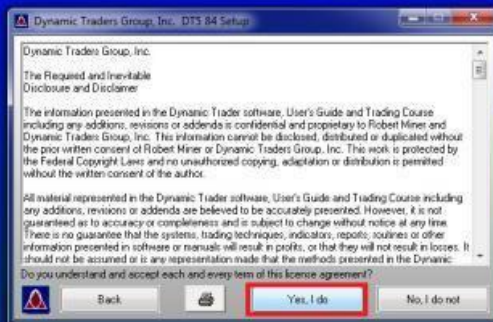 Dynamic Traders Group, Inc. DT5 84 Setup
Dynamic Traders Group, Inc.
The Required and Inevitable
Disclosure and Disclaimer
The information presented in the Dynamic Trader software, User's Guide and Trading Course
including any additions, revisions or addenda is confidential and proprietary to Robert Miner and
Dynamic Traders Group, Inc. This information cannot be disclosed, distributed or duplicated without
the prior written consent of Robert Miner or Dynamic Traders Group, Inc. This work is protected by
the Federal Copyright Laws and no unauthorized copying, adaptation or distribution is permitted
without the written consent of the author.
All material represented in the Dynamic Trader software, User's Guide and Trading Course including
any additions, revisions or addenda are believed to be accurately presented. However, it is not
guaranteed as to accuracy or completeness and is subject to change without notice at any time.
There is no guarantee that the systems, trading techniques, indicators, reports, routines or other
information presented in software or manuals will result in profits, or that they will not result in losses. It
should not be assumed or is any representation made that the methods presented in the Dynamic
Do you understand and accept each and every term of this license agreement?
Back
Yes, I do
No, I do not